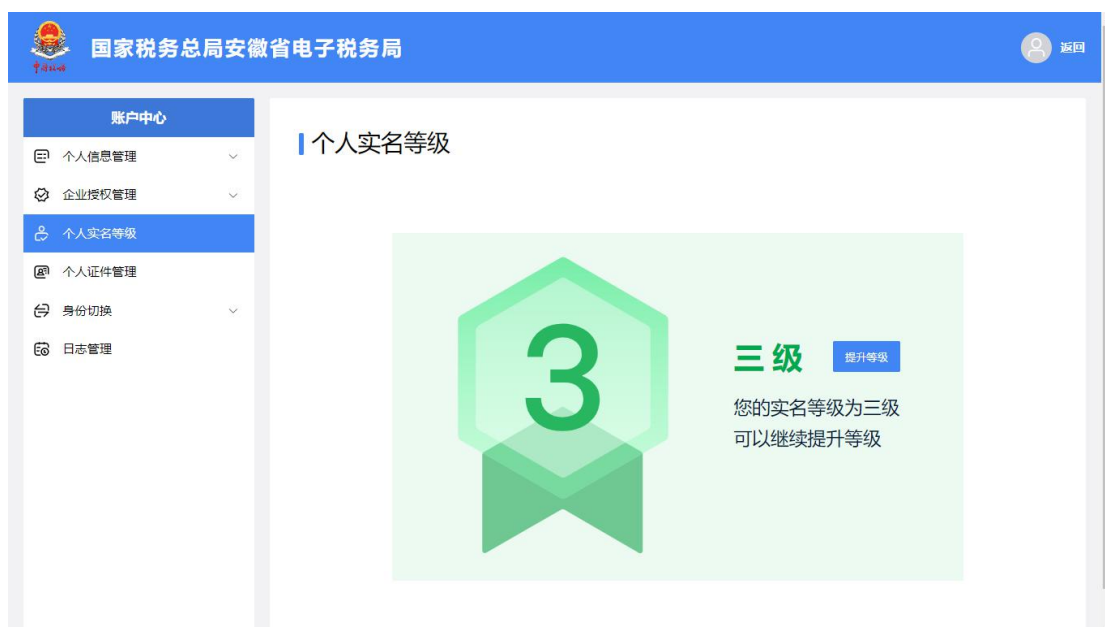 国家税务总局安徽省电子税务局
中国税务
返回
账户中心
个人信息管理
企业授权管理
个人实名等级
个人证件管理
身份切换
日志管理
个人实名等级
3
三级
提升等级
您的实名等级为三级
可以继续提升等级